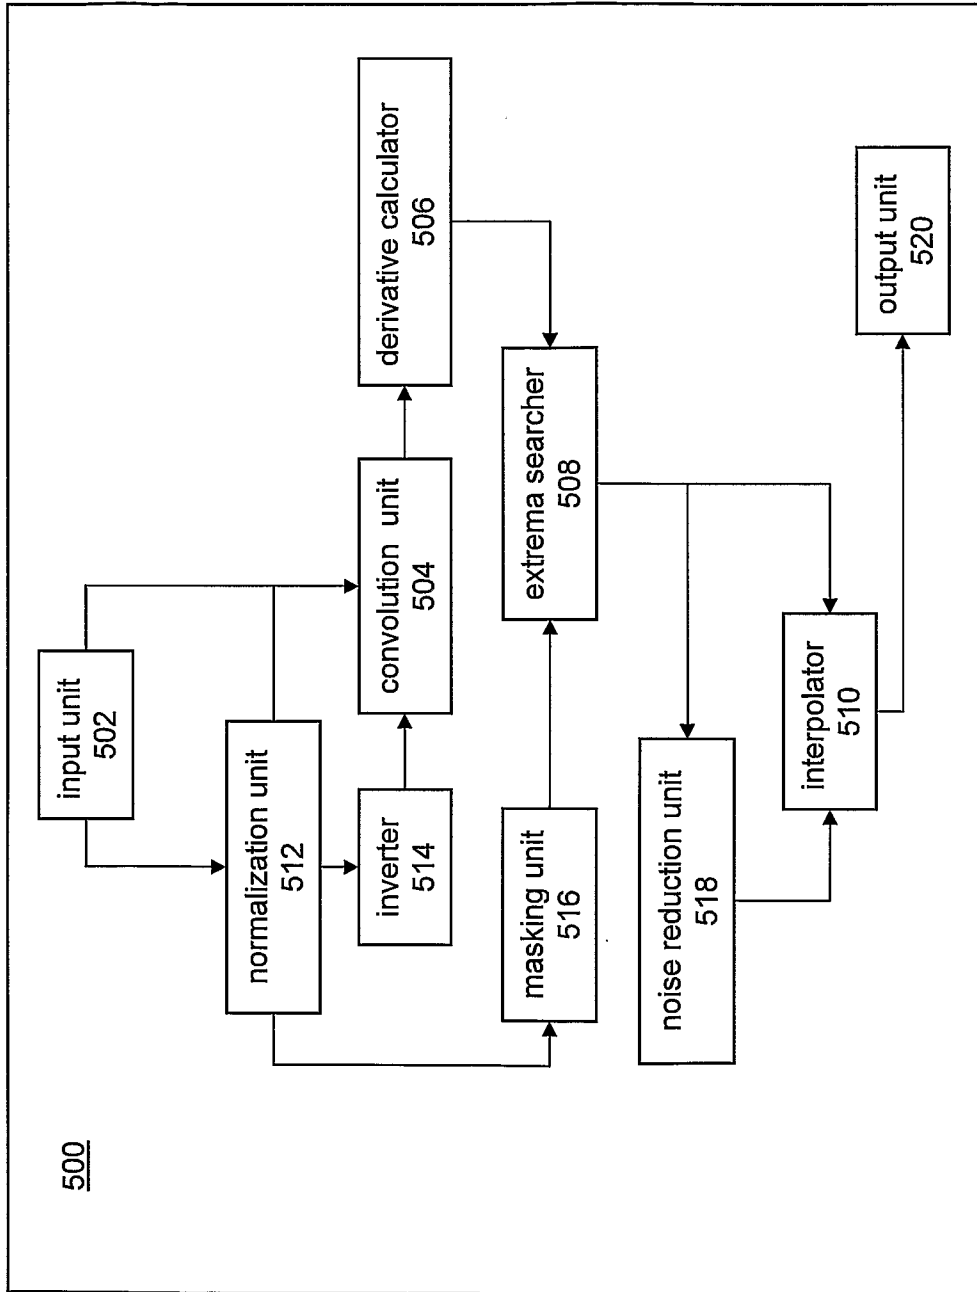 500
input unit
502
normalization unit
512
inverter
514
convolution  unit
504
derivative calculator
506
masking unit
516
extrema searcher
508
noise reduction unit
518
interpolator
510
output unit
520